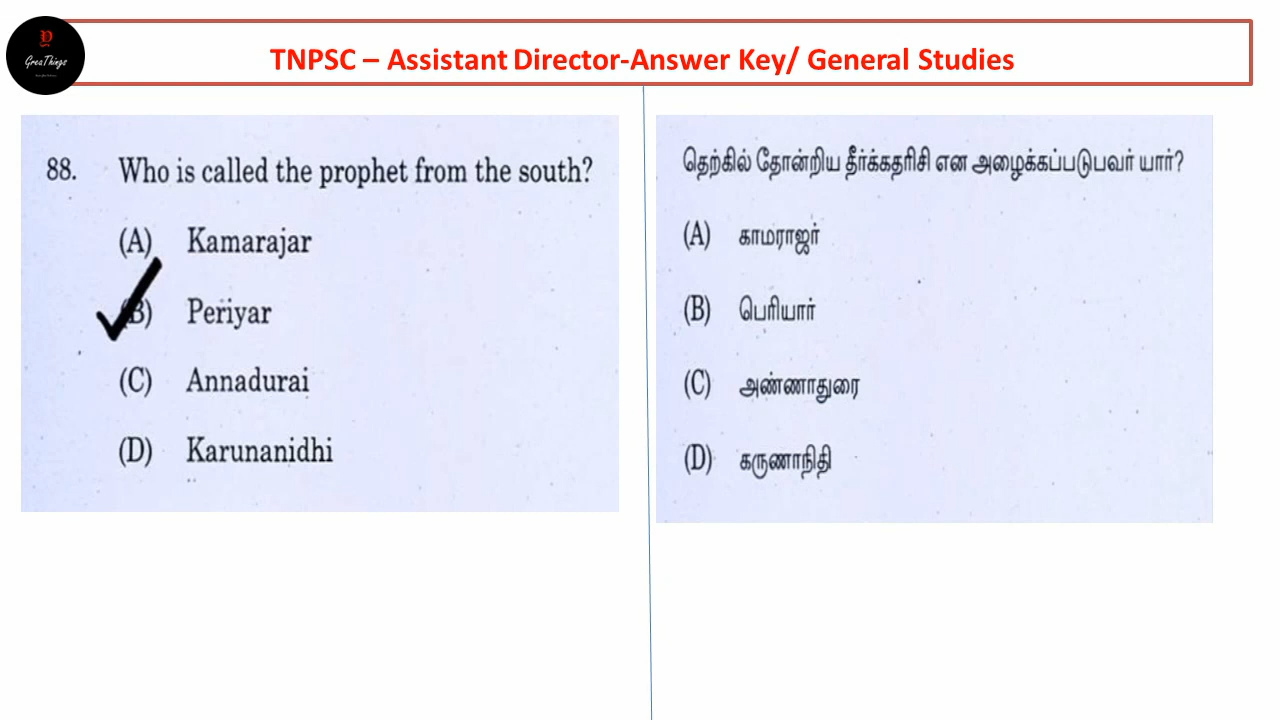 y
GreaThings
TNPSC – Assistant Director-Answer Key/ General Studies
88. Who is called the prophet from the south?
(A) Kamarajar
(B) Periyar
(C) Annadurai
(D) Karunanidhi
தெற்கில் தோன்றிய தீர்க்கதரிசி என அழைக்கப்படுபவர் யார்?
(A) காமராஜர்
(B) பெரியார்
(C) அண்ணாதுரை
(D) கருணாநிதி